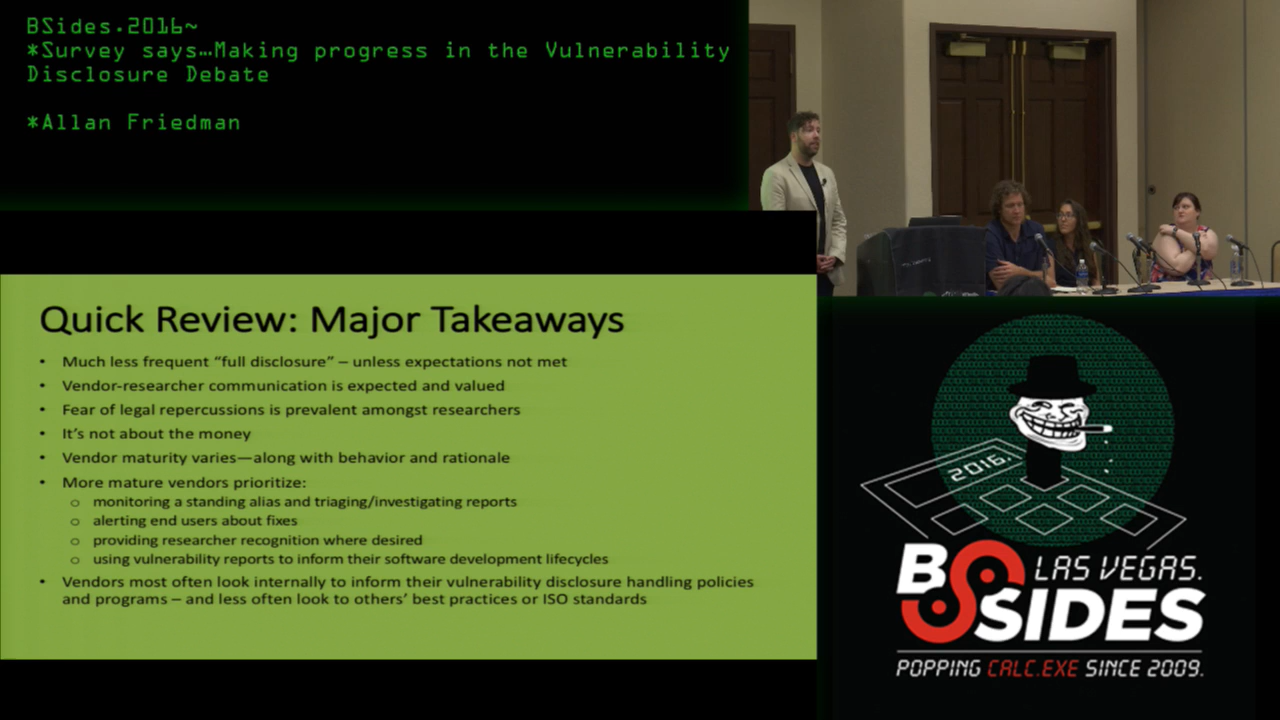 BSides.2016~
*Survey says…Making progress in the Vulnerability
Disclosure Debate
*Allan Friedman
Quick Review: Major Takeaways
• Much less frequent “full disclosure” – unless expectations not met
• Vendor-researcher communication is expected and valued
• Fear of legal repercussions is prevalent amongst researchers
• It’s not about the money
• Vendor maturity varies—along with behavior and rationale
• More mature vendors prioritize:
o monitoring a standing alias and triaging/investigating reports
o alerting end users about fixes
o providing researcher recognition where desired
o using vulnerability reports to inform their software development lifecycles
• Vendors most often look internally to inform their vulnerability disclosure handling policies
and programs – and less often look to others’ best practices or ISO standards
2016.
BSIDES
LAS VEGAS.
POPPING CALC.EXE SINCE 2009.